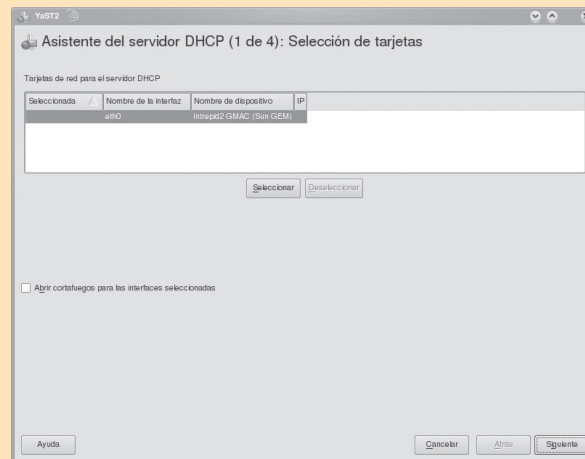 YaST2
Asistente del servidor DHCP (1 de 4): Selección de tarjetas
Tarjetas de red para el servidor DHCP
Seleccionada Nombre de la interfaz Nombre de dispositivo IP
eth0 Intrepid2 GMAC (Sun GEM)
Seleccionar Deseleccionar
Abrir cortafuegos para las interfaces seleccionadas
Ayuda Cancelar Atrás Siguiente